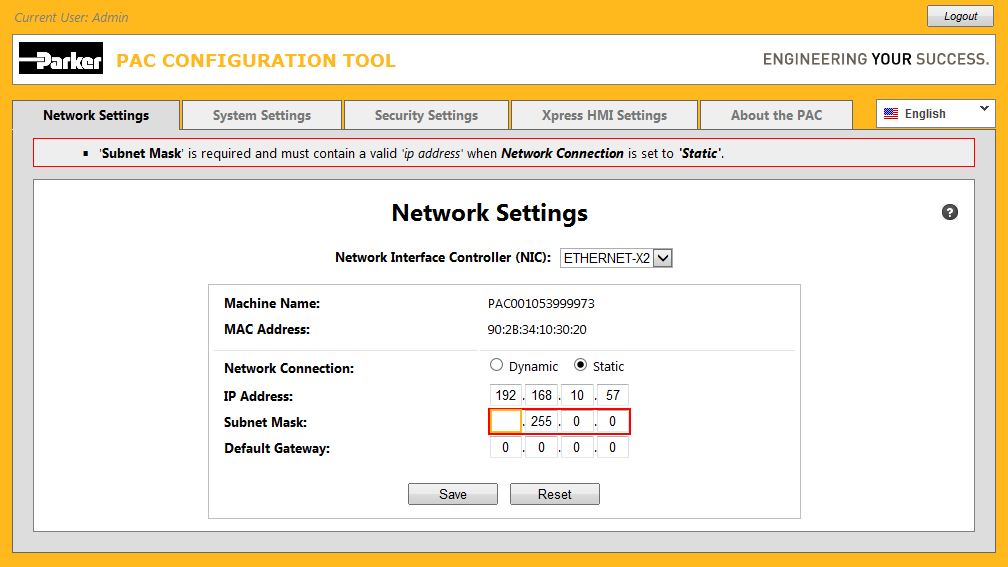 Current User: Admin
Logout
Parker PAC CONFIGURATION TOOL
ENGINEERING YOUR SUCCESS.
Network Settings System Settings Security Settings Xpress HMI Settings About the PAC English
▪ 'Subnet Mask' is required and must contain a valid 'ip address' when Network Connection is set to 'Static'.
Network Settings ?
Network Interface Controller (NIC): ETHERNET-X2
Machine Name: PAC001053999973
MAC Address: 90:2B:34:10:30:20
Network Connection: Dynamic Static
IP Address: 192 . 168 . 10 . 57
Subnet Mask: . 255 . 0 . 0
Default Gateway: 0 . 0 . 0 . 0
Save Reset